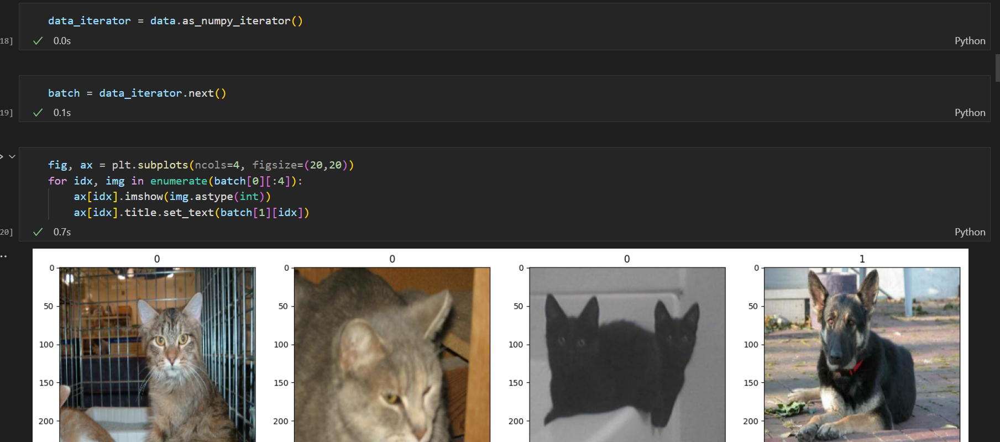 data_iterator = data.as_numpy_iterator()
18]
0.0s
Python
batch = data_iterator.next()
19]
0.1s
Python
fig, ax = plt.subplots(ncols=4, figsize=(20,20))
for idx, img in enumerate(batch[0][:4]):
    ax[idx].imshow(img.astype(int))
    ax[idx].title.set_text(batch[1][idx])
20]
0.7s
Python
0 0 0 1
0 0 0 0
50 50 50 50
100 100 100 100
150 150 150 150
200 200 200 200